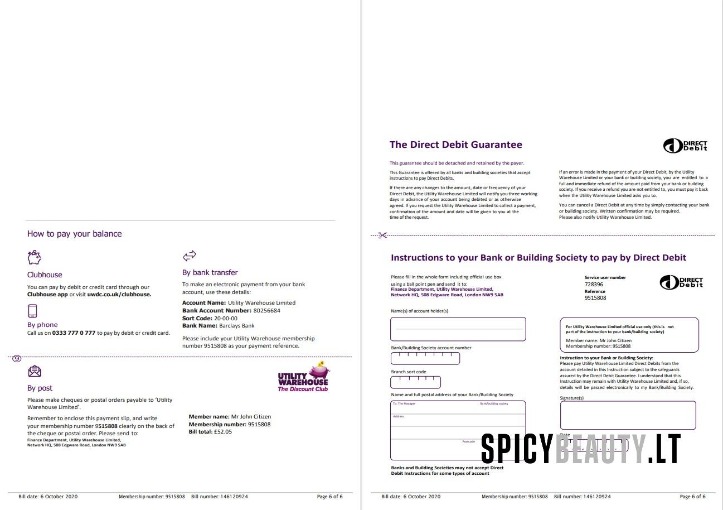 How to pay your balance
Clubhouse
You can pay by debit or credit card through our
Clubhouse app or visit uwdc.co.uk/clubhouse.
By phone
Call us on 0333 777 0 777 to pay by debit or credit card.
By bank transfer
To make an electronic payment from your bank
account, use these details:
Account Name: Utility Warehouse Limited
Bank Account Number: 80256684
Sort Code: 20-00-00
Bank Name: Barclays Bank
Please include your Utility Warehouse membership
number 9515808 as your payment reference.
By post
Please make cheques or postal orders payable to 'Utility
Warehouse Limited'.
Remember to enclose this payment slip, and write
your membership number 9515808 clearly on the back of
the cheque or postal order. Please send to:
Finance Department, Utility Warehouse Limited,
Network HQ, 508 Edgware Road, London NW9 5AB
UTILITY
WAREHOUSE
The Discount Club
Member name: Mr John Citizen
Membership number: 9515808
Bill total: £52.05
Bill date: 6 October 2020 Membership number: 9515808 Bill number: 146120924 Page 6 of 6
The Direct Debit Guarantee
DIRECT
Debit
This guarantee should be detached and retained by the payer.
This Guarantee is offered by all banks and building societies that accept
instructions to pay Direct Debits.
If there are any changes to the amount, date or frequency of your
Direct Debit, the Utility Warehouse Limited will notify you three working
days in advance of your account being debited or as otherwise
agreed. If you request the Utility Warehouse Limited to collect a payment,
confirmation of the amount and date will be given to you at the
time of the request.
If an error is made in the payment of your Direct Debit, by the Utility
Warehouse Limited or your bank or building society, you are entitled to a
full and immediate refund of the amount paid from your bank or building
society. If you receive a refund you are not entitled to, you must pay it back
when the Utility Warehouse Limited asks you to.
You can cancel a Direct Debit at any time by simply contacting your bank
or building society. Written confirmation may be required.
Please also notify Utility Warehouse Limited.
Instructions to your Bank or Building Society to pay by Direct Debit
Please fill in the whole form including official use box
using a ball point pen and send it to:
Finance Department, Utility Warehouse Limited,
Network HQ, 508 Edgware Road, London NW9 5AB
Service user number
728396
Reference
9515808
DIRECT
Debit
Name(s) of account holder(s)
Bank/Building Society account number
Branch sort code
Name and full postal address of your Bank/Building Society
To: The Manager Bank/building society
Address
Postcode
Banks and Building Societies may not accept Direct
Debit Instructions for some types of account
For Utility Warehouse Limited official use only (this is not
part of the instruction to your bank/building society)
Member name: Mr John Citizen
Membership number: 9515808
Instruction to your Bank or Building Society:
Please pay Utility Warehouse Limited Direct Debits from the
account detailed in this Instruction subject to the safeguards
assured by the Direct Debit Guarantee. I understand that this
Instruction may remain with Utility Warehouse Limited and, if so,
details will be passed electronically to my Bank/Building Society.
Signature(s)
SPICYBEAUTY.LT
Bill date: 6 October 2020 Membership number: 9515808 Bill number: 146120924 Page 6 of 6